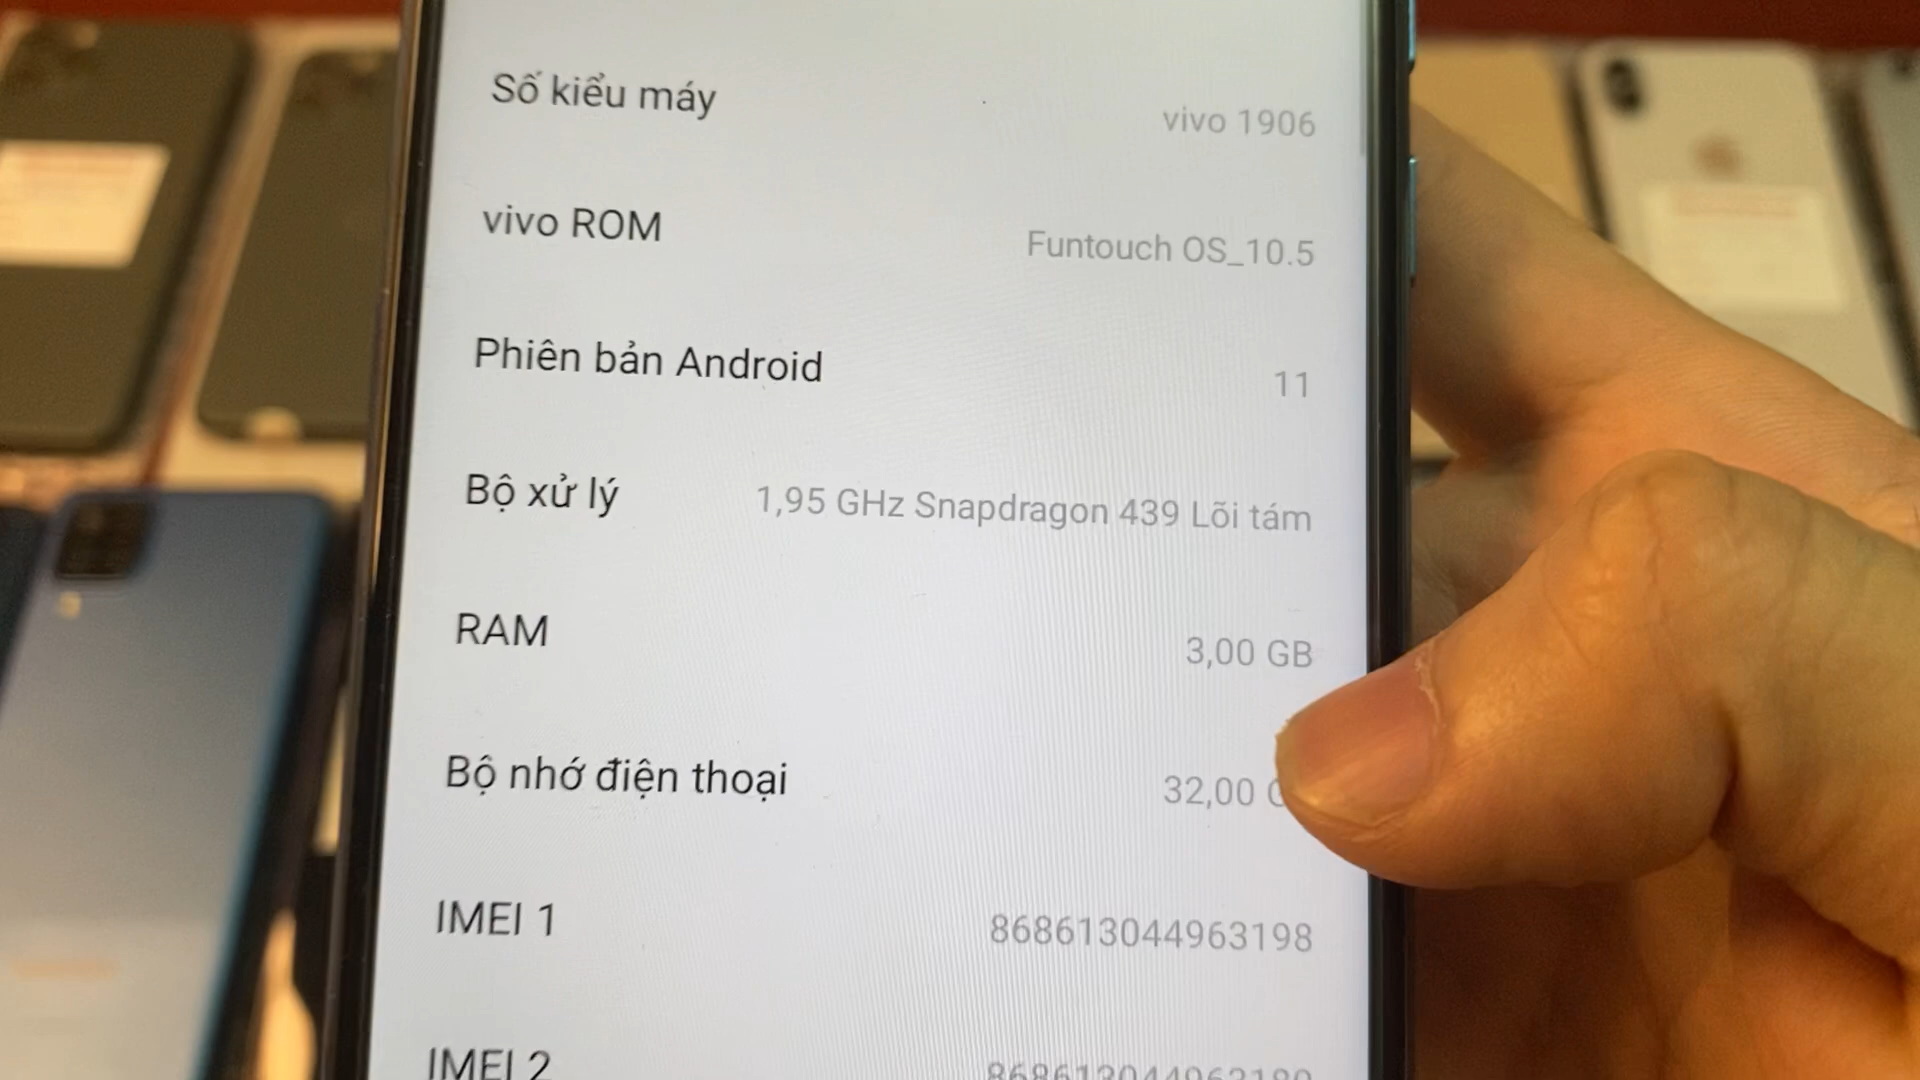 Số kiểu máy vivo 1906
vivo ROM Funtouch OS_10.5
Phiên bản Android 11
Bộ xử lý 1,95 GHz Snapdragon 439 Lõi tám
RAM 3,00 GB
Bộ nhớ điện thoại 32,00
IMEI 1 868613044963198
IMEI 2